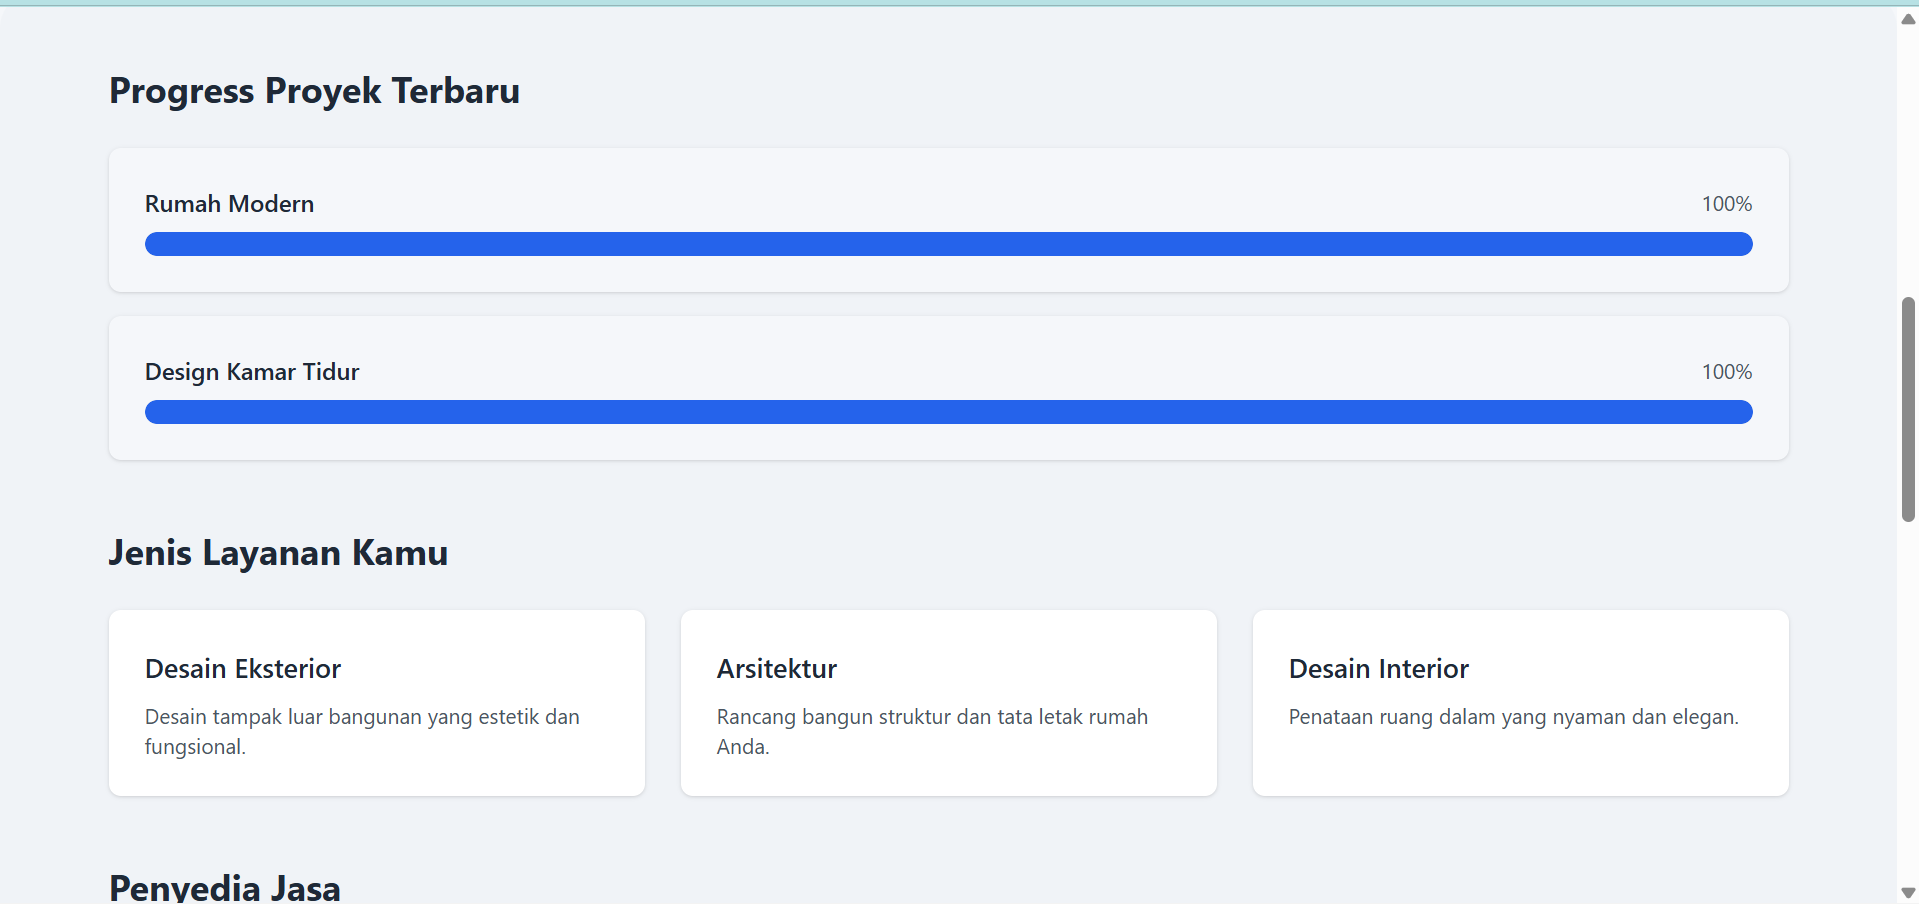 Progress Proyek Terbaru
Rumah Modern
100%
Design Kamar Tidur
100%
Jenis Layanan Kamu
Desain Eksterior
Desain tampak luar bangunan yang estetik dan
fungsional.
Arsitektur
Rancang bangun struktur dan tata letak rumah
Anda.
Desain Interior
Penataan ruang dalam yang nyaman dan elegan.
Penyedia Jasa